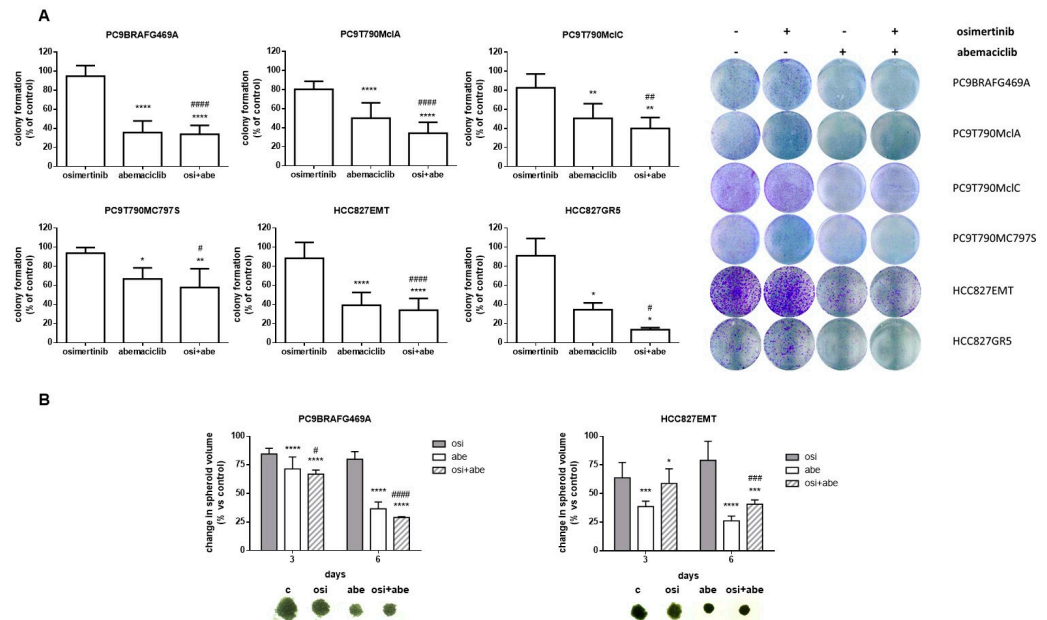 A
PC9BRAFG469A
colony formation
(% of control)
120
100
80
60
40
20
0
****
####
****
osimertinib abemaciclib osi+abe
PC9T790MclA
colony formation
(% of control)
120
100
80
60
40
20
0
****
####
****
osimertinib abemaciclib osi+abe
PC9T790MclC
colony formation
(% of control)
120
100
80
60
40
20
0
**
##
**
osimertinib abemaciclib osi+abe
PC9T790MC797S
colony formation
(% of control)
120
100
80
60
40
20
0
*
#
**
osimertinib abemaciclib osi+abe
HCC827EMT
colony formation
(% of control)
120
100
80
60
40
20
0
****
####
****
osimertinib abemaciclib osi+abe
HCC827GR5
colony formation
(% of control)
120
100
80
60
40
20
0
*
#
*
osimertinib abemaciclib osi+abe
- + - + osimertinib
- - + + abemaciclib
PC9BRAFG469A
PC9T790MclA
PC9T790MclC
PC9T790MC797S
HCC827EMT
HCC827GR5
B
PC9BRAFG469A
change in spheroid volume
(% vs control)
100
75
50
25
0
****
#
****
****
####
****
3 6
days
osi
abe
osi+abe
c osi abe osi+abe
HCC827EMT
change in spheroid volume
(% vs control)
100
75
50
25
0
***
*
****
###
***
3 6
days
osi
abe
osi+abe
c osi abe osi+abe